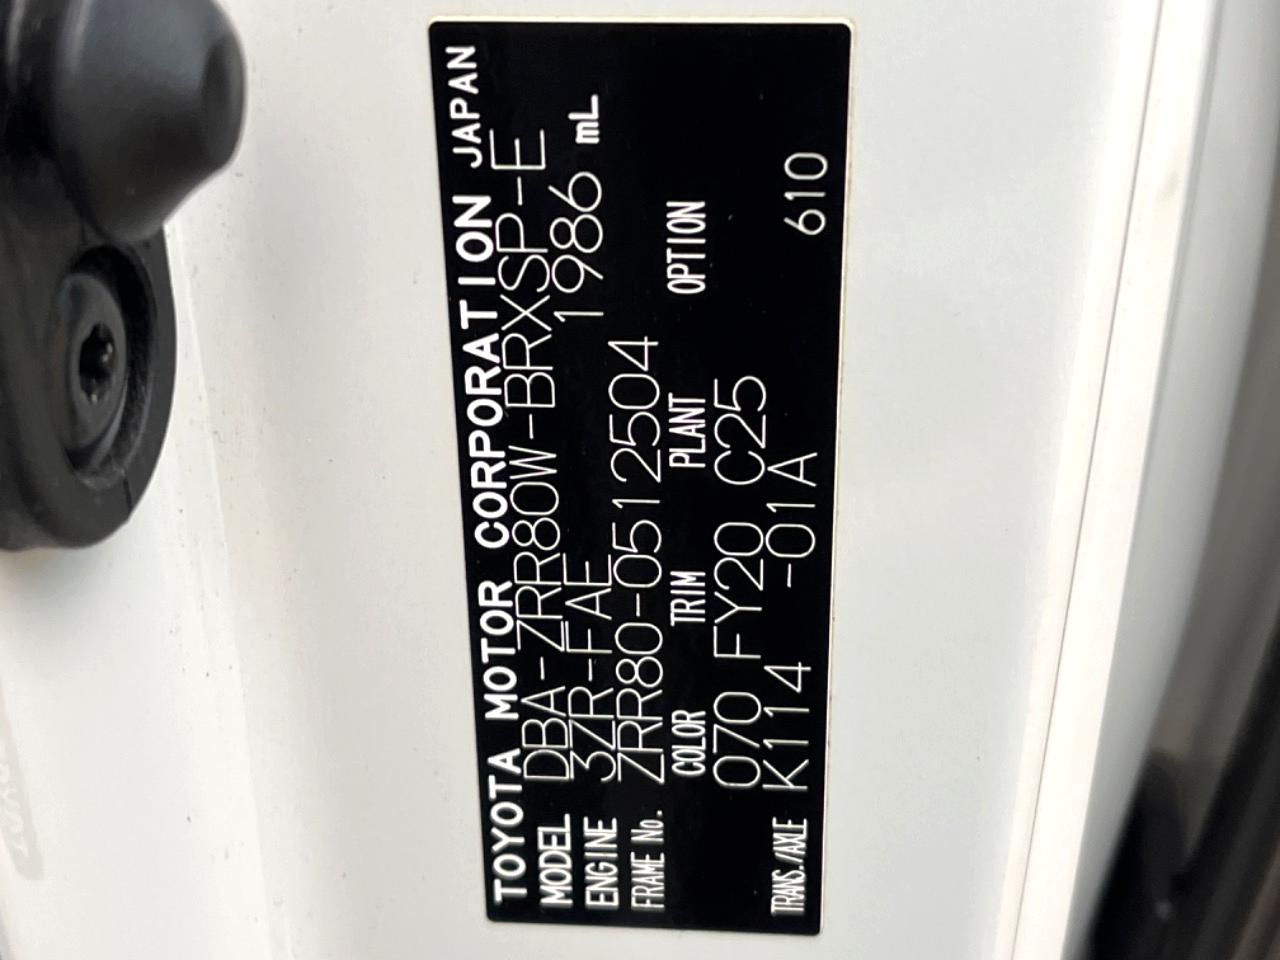 TOYOTA MOTOR CORPORATION JAPAN
MODEL DBA-ZRR80W-BRXSP-E
ENGINE 3ZR-FAE 1986 mL
FRAME No. ZRR80-0512504
COLOR TRIM PLANT OPTION
070 FY20 C25
TRANS./AXLE K114 -01A 610